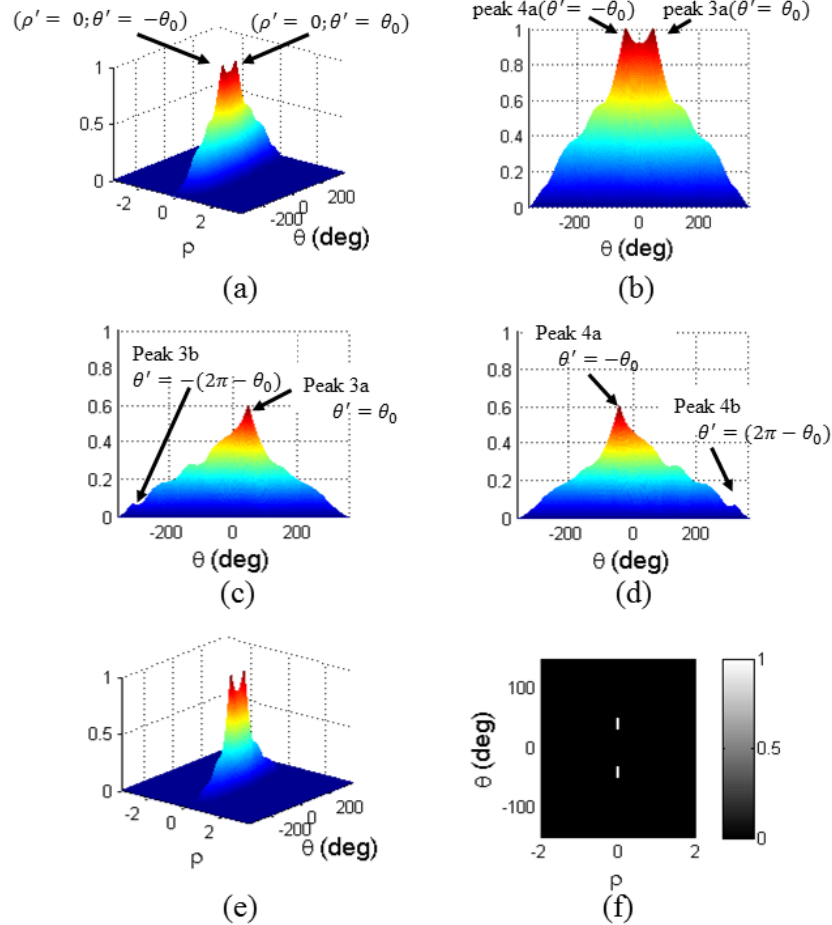 (ρ′ = 0; θ′ = −θ₀) (ρ′ = 0; θ′ = θ₀)
1
0.5
0
-2 0 2
-200 0 200
ρ
θ (deg)
(a)
peak 4a(θ′ = −θ₀) peak 3a(θ′ = θ₀)
1
0.8
0.6
0.4
0.2
0
-200 0 200
θ (deg)
(b)
1
0.8
0.6
0.4
0.2
0
Peak 3b
θ′ = −(2π − θ₀)
Peak 3a
θ′ = θ₀
-200 0 200
θ (deg)
(c)
1
0.8
0.6
0.4
0.2
0
Peak 4a
θ′ = −θ₀
Peak 4b
θ′ = (2π − θ₀)
-200 0 200
θ (deg)
(d)
1
0.5
0
-2 0 2
-200 0 200
ρ
θ (deg)
(e)
100
0
-100
θ (deg)
-2 0 2
ρ
1
0.5
0
(f)